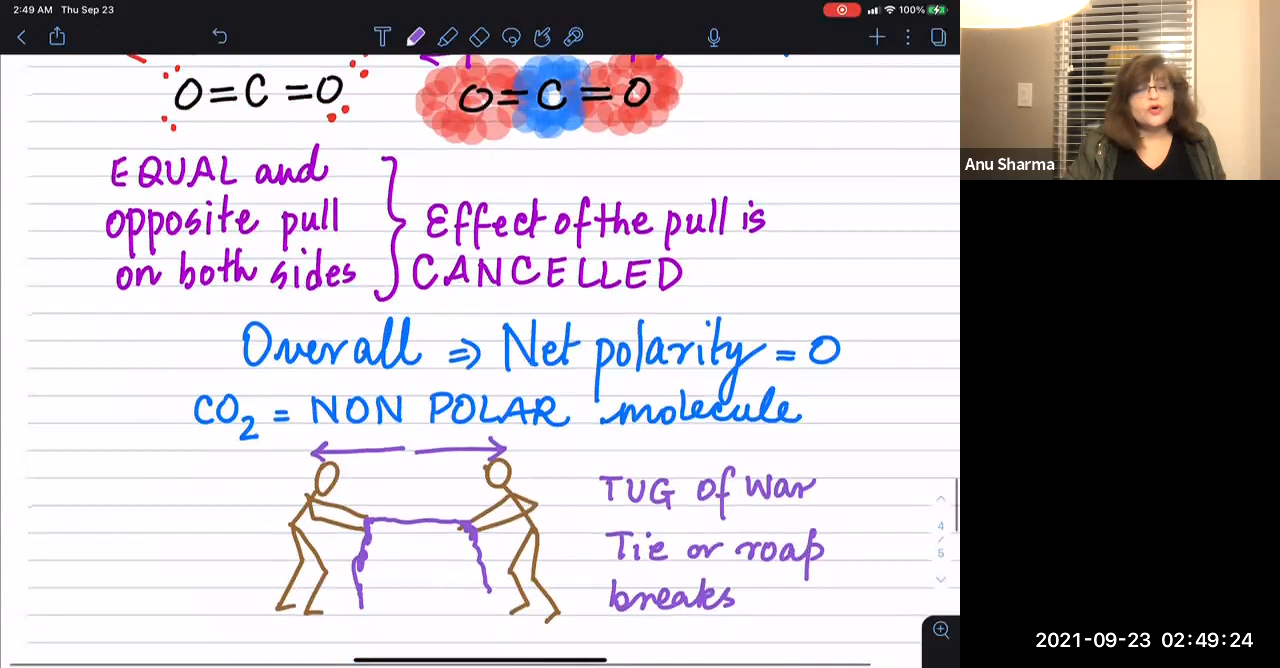 2:49 AM Thu Sep 23
100%
T
O=C=O
O=C=O
Anu Sharma
EQUAL and
opposite pull
on both sides
Effect of the pull is
CANCELLED
Overall ⇒ Net polarity = 0
CO₂ = NON POLAR molecule
TUG of war
Tie or roap
breaks
4
/
5
2021-09-23 02:49:24